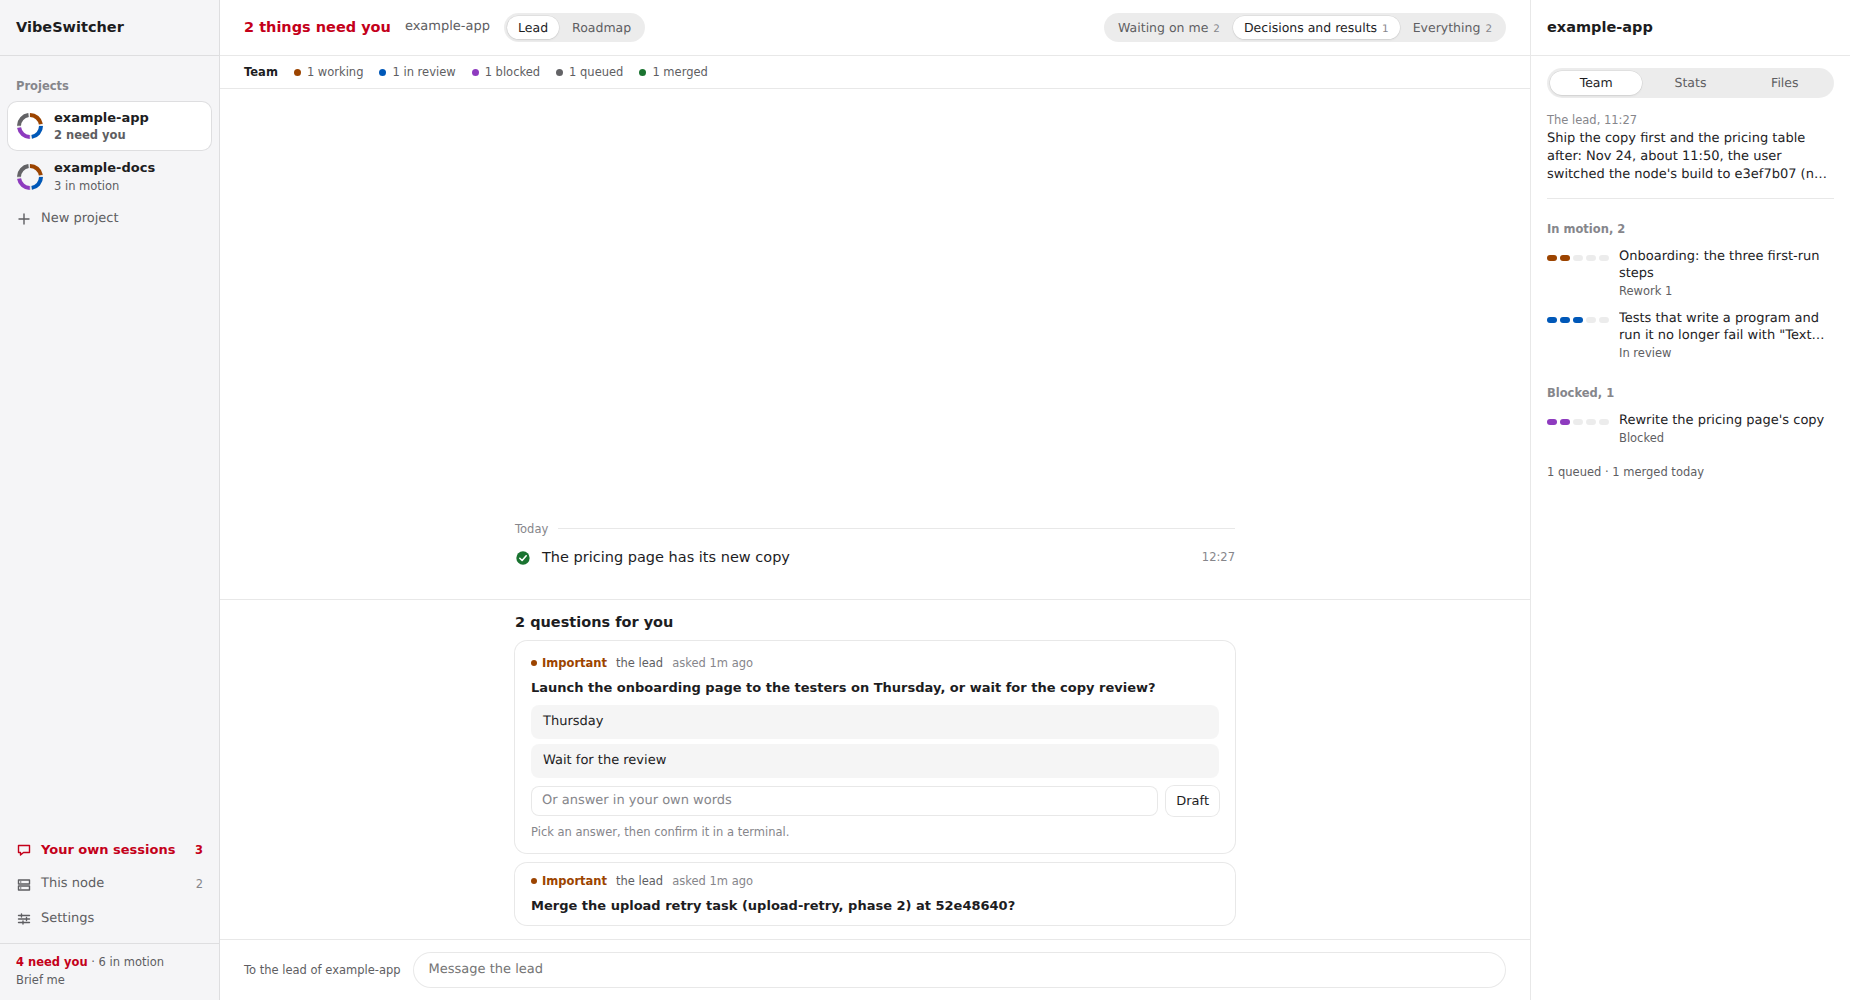 VibeSwitcher
Projects
example-app
2 need you
example-docs
3 in motion
New project
Your own sessions 3
This node 2
Settings
4 need you · 6 in motion
Brief me
2 things need you example-app Lead Roadmap
Waiting on me 2 Decisions and results 1 Everything 2
Team 1 working 1 in review 1 blocked 1 queued 1 merged
Today
The pricing page has its new copy 12:27
2 questions for you
Important the lead asked 1m ago
Launch the onboarding page to the testers on Thursday, or wait for the copy review?
Thursday
Wait for the review
Or answer in your own words Draft
Pick an answer, then confirm it in a terminal.
Important the lead asked 1m ago
Merge the upload retry task (upload-retry, phase 2) at 52e48640?
To the lead of example-app Message the lead
example-app
Team Stats Files
The lead, 11:27
Ship the copy first and the pricing table
after: Nov 24, about 11:50, the user
switched the node's build to e3ef7b07 (n…
In motion, 2
Onboarding: the three first-run
steps
Rework 1
Tests that write a program and
run it no longer fail with "Text…
In review
Blocked, 1
Rewrite the pricing page's copy
Blocked
1 queued · 1 merged today